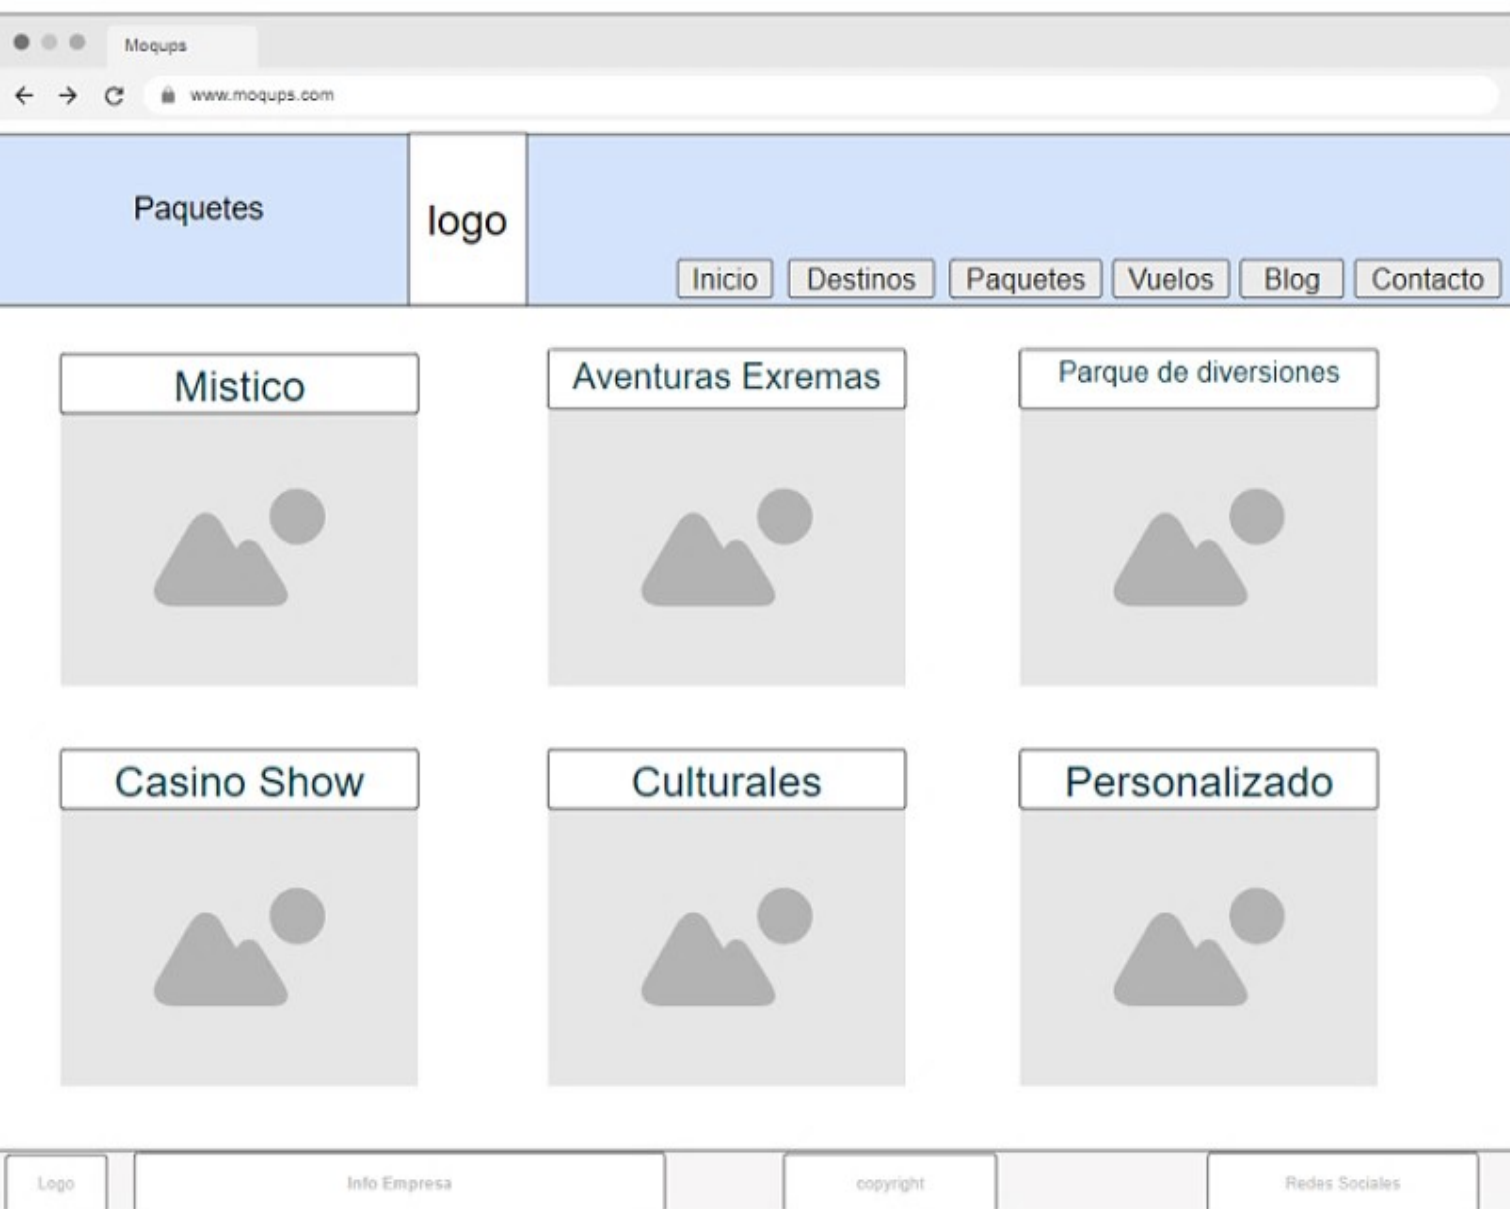 Moqups
www.moqups.com
Paquetes
logo
Inicio Destinos Paquetes Vuelos Blog Contacto
Mistico Aventuras Exremas Parque de diversiones
Casino Show Culturales Personalizado
Logo Info Empresa copyright Redes Sociales